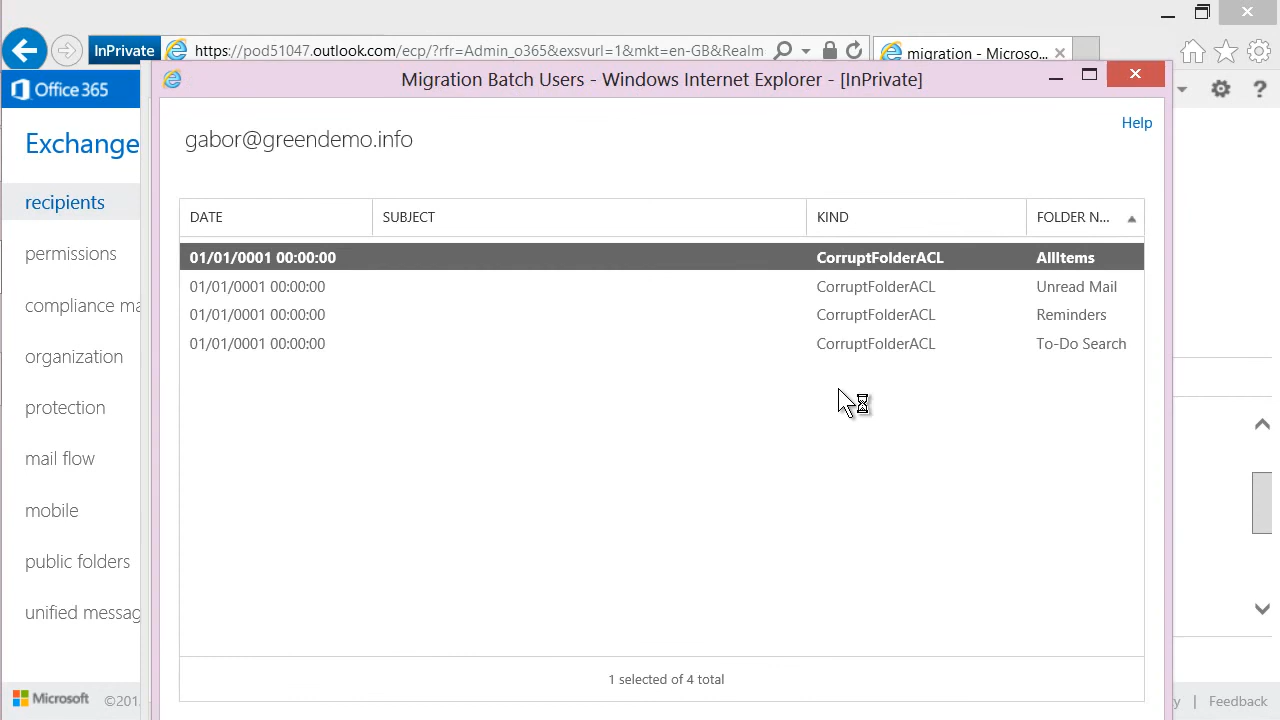 InPrivate
https://pod51047.outlook.com/ecp/?rfr=Admin_o365&exsvurl=1&mkt=en-GB&Realm
migration - Microso...
Migration Batch Users - Windows Internet Explorer - [InPrivate]
Office 365
?
Help
gabor@greendemo.info
Exchange
recipients
permissions
compliance ma
organization
protection
mail flow
mobile
public folders
unified messag
DATE SUBJECT KIND FOLDER N...
01/01/0001 00:00:00 CorruptFolderACL AllItems
01/01/0001 00:00:00 CorruptFolderACL Unread Mail
01/01/0001 00:00:00 CorruptFolderACL Reminders
01/01/0001 00:00:00 CorruptFolderACL To-Do Search
1 selected of 4 total
Microsoft ©201
y | Feedback